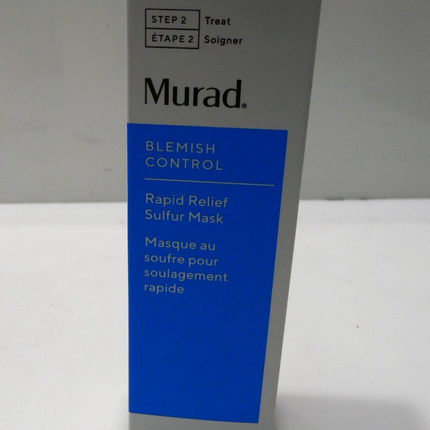 STEP 2 Treat
ÉTAPE 2 Soigner
Murad.
BLEMISH
CONTROL
Rapid Relief
Sulfur Mask
Masque au
soufre pour
soulagement
rapide